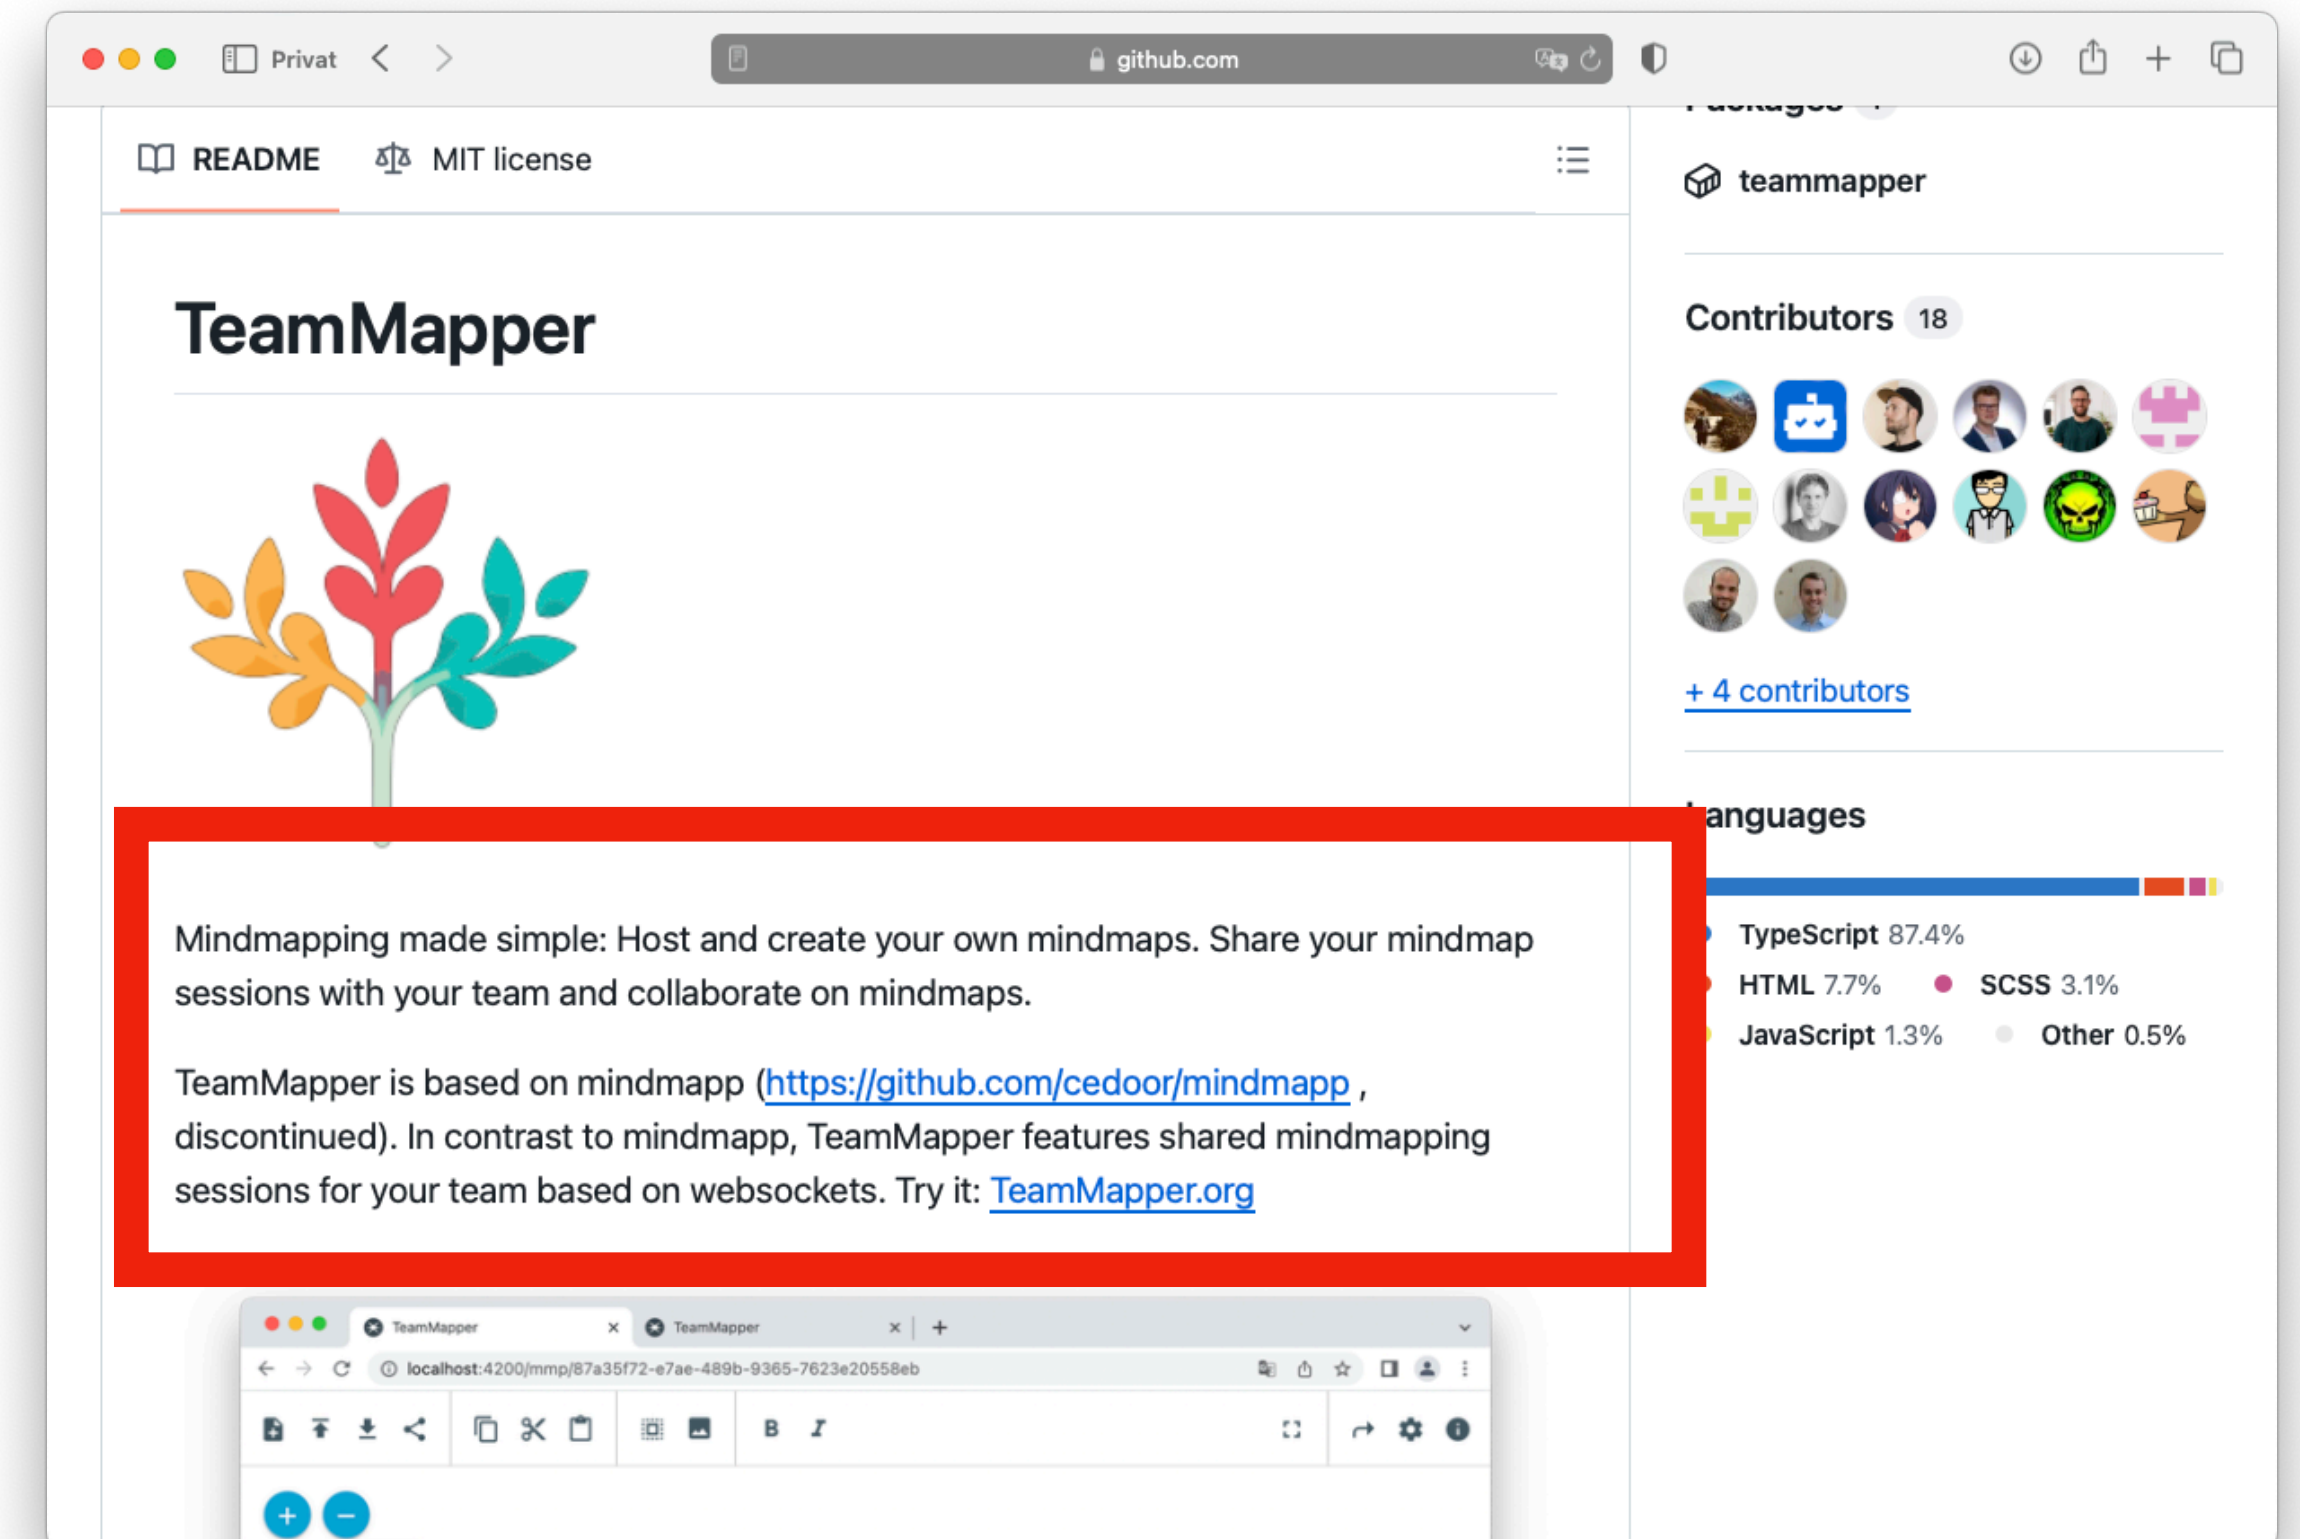 Privat
github.com
README
MIT license
TeamMapper
Mindmapping made simple: Host and create your own mindmaps. Share your mindmap
sessions with your team and collaborate on mindmaps.
TeamMapper is based on mindmapp (https://github.com/cedoor/mindmapp ,
discontinued). In contrast to mindmapp, TeamMapper features shared mindmapping
sessions for your team based on websockets. Try it: TeamMapper.org
TeamMapper
TeamMapper
localhost:4200/mmp/87a35f72-e7ae-489b-9365-7623e20558eb
B I
Packages
teammapper
Contributors 18
+ 4 contributors
anguages
TypeScript 87.4%
HTML 7.7% SCSS 3.1%
JavaScript 1.3% Other 0.5%